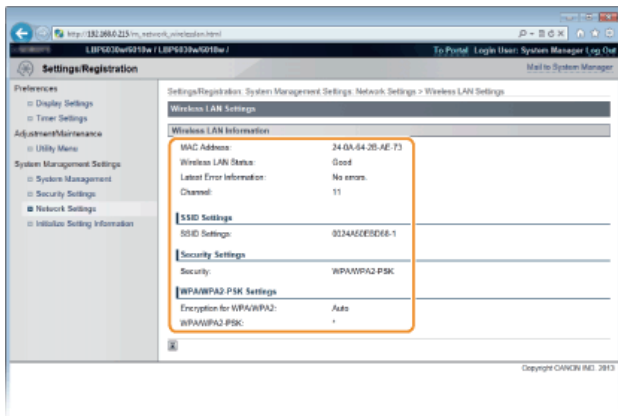 http://192.168.0.215/m_network_wirelesslan.html
LBP6030w/6018w / LBP6030w/6018w /
To Portal Login User: System Manager Log Out
Settings/Registration
Mail to System Manager
Preferences
Display Settings
Timer Settings
Adjustment/Maintenance
Utility Menu
System Management Settings
System Management
Security Settings
Network Settings
Initialize Setting Information
Settings/Registration: System Management Settings: Network Settings > Wireless LAN Settings
Wireless LAN Settings
Wireless LAN Information
MAC Address: 24-0A-64-2B-AE-73
Wireless LAN Status: Good
Latest Error Information: No errors.
Channel: 11
SSID Settings
SSID Settings: 0024A50EBD68-1
Security Settings
Security: WPA/WPA2-PSK
WPA/WPA2-PSK Settings
Encryption for WPA/WPA2: Auto
WPA/WPA2-PSK: *
Copyright CANON INC. 2013